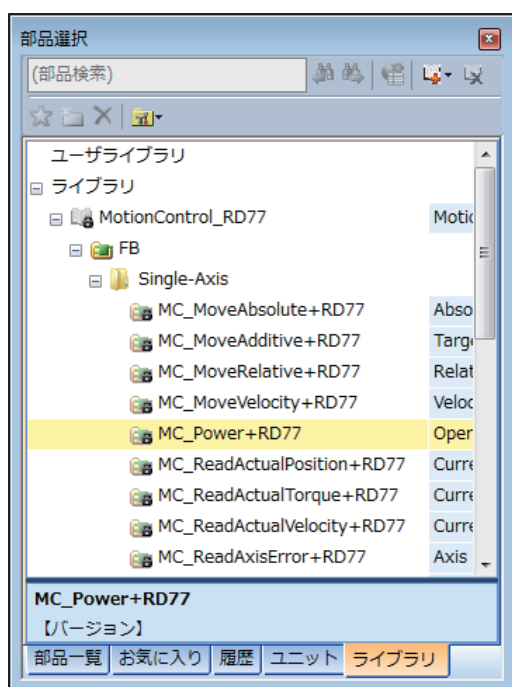 部品選択
(部品検索)
ユーザライブラリ
ライブラリ
MotionControl_RD77 Motic
FB
Single-Axis
MC_MoveAbsolute+RD77 Abso
MC_MoveAdditive+RD77 Targ
MC_MoveRelative+RD77 Relat
MC_MoveVelocity+RD77 Veloc
MC_Power+RD77 Oper
MC_ReadActualPosition+RD77 Curre
MC_ReadActualTorque+RD77 Curre
MC_ReadActualVelocity+RD77 Curre
MC_ReadAxisError+RD77 Axis
MC_Power+RD77
【バージョン】
部品一覧 お気に入り 履歴 ユニット ライブラリ